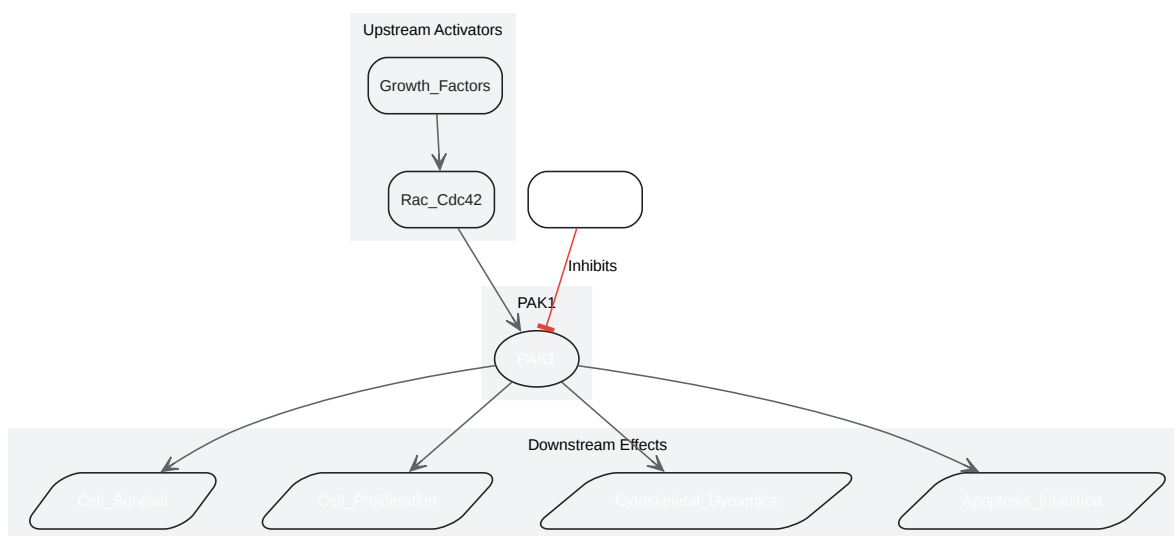 Upstream Activators
Growth_Factors
Rac_Cdc42
Inhibits
PAK1
PAK1
Downstream Effects
Cell_Survival
Cell_Proliferation
Cytoskeletal_Dynamics
Apoptosis_Inhibition